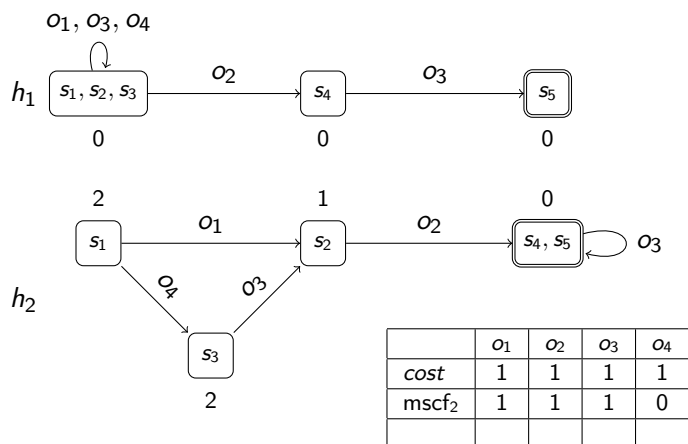 o₁, o₃, o₄
h₁ s₁, s₂, s₃ o₂ s₄ o₃ s₅
0 0 0
2 1 0
s₁ o₁ s₂ o₂ s₄, s₅ o₃
o₄ o₃
h₂
s₃
2
o₁ o₂ o₃ o₄
cost 1 1 1 1
mscf₂ 1 1 1 0